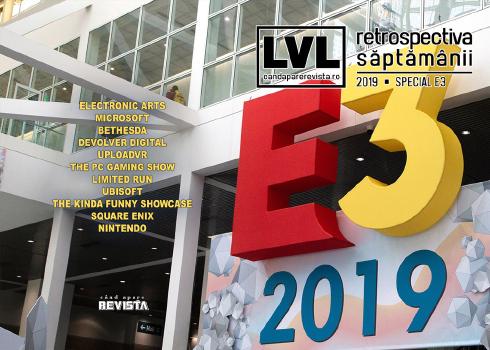 LVL
candaparerevista.ro
retrospectiva
săptămânii
2019 ▪ SPECIAL E3
E3
2019
ELECTRONIC ARTS
MICROSOFT
BETHESDA
DEVOLVER DIGITAL
UPLOADVR
THE PC GAMING SHOW
LIMITED RUN
UBISOFT
THE KINDA FUNNY SHOWCASE
SQUARE ENIX
NINTENDO
când apare
REVISTA